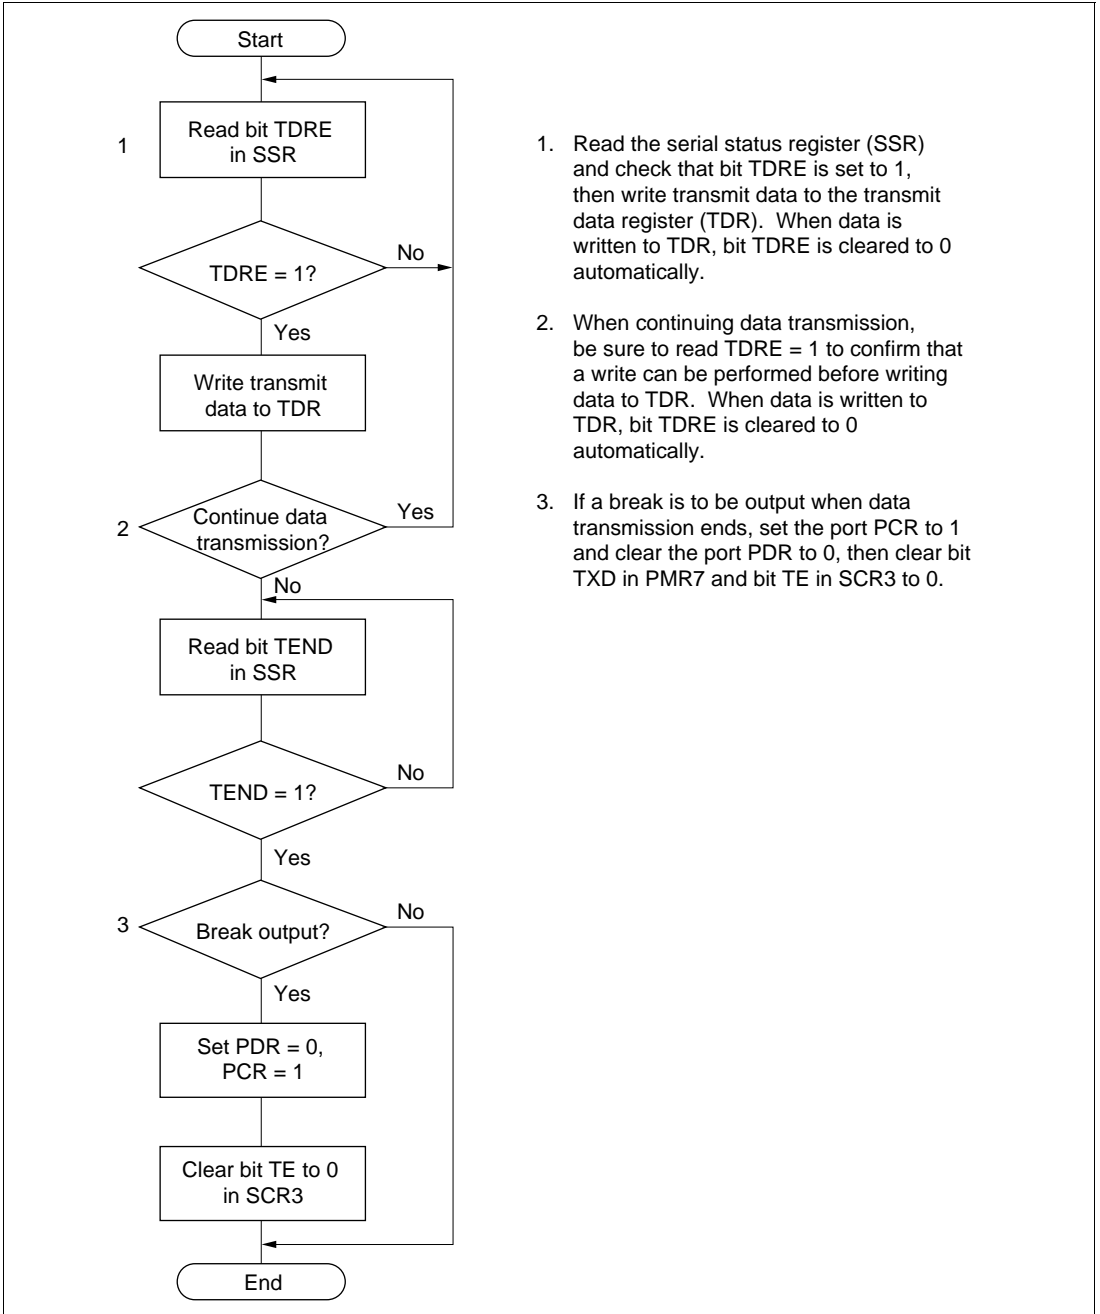 Start
1
Read bit TDRE
in SSR
TDRE = 1?
No
Yes
Write transmit
data to TDR
2
Continue data
transmission?
Yes
No
Read bit TEND
in SSR
TEND = 1?
No
Yes
3
Break output?
No
Yes
Set PDR = 0,
PCR = 1
Clear bit TE to 0
in SCR3
End
1. Read the serial status register (SSR)
and check that bit TDRE is set to 1,
then write transmit data to the transmit
data register (TDR). When data is
written to TDR, bit TDRE is cleared to 0
automatically.
2. When continuing data transmission,
be sure to read TDRE = 1 to confirm that
a write can be performed before writing
data to TDR. When data is written to
TDR, bit TDRE is cleared to 0
automatically.
3. If a break is to be output when data
transmission ends, set the port PCR to 1
and clear the port PDR to 0, then clear bit
TXD in PMR7 and bit TE in SCR3 to 0.